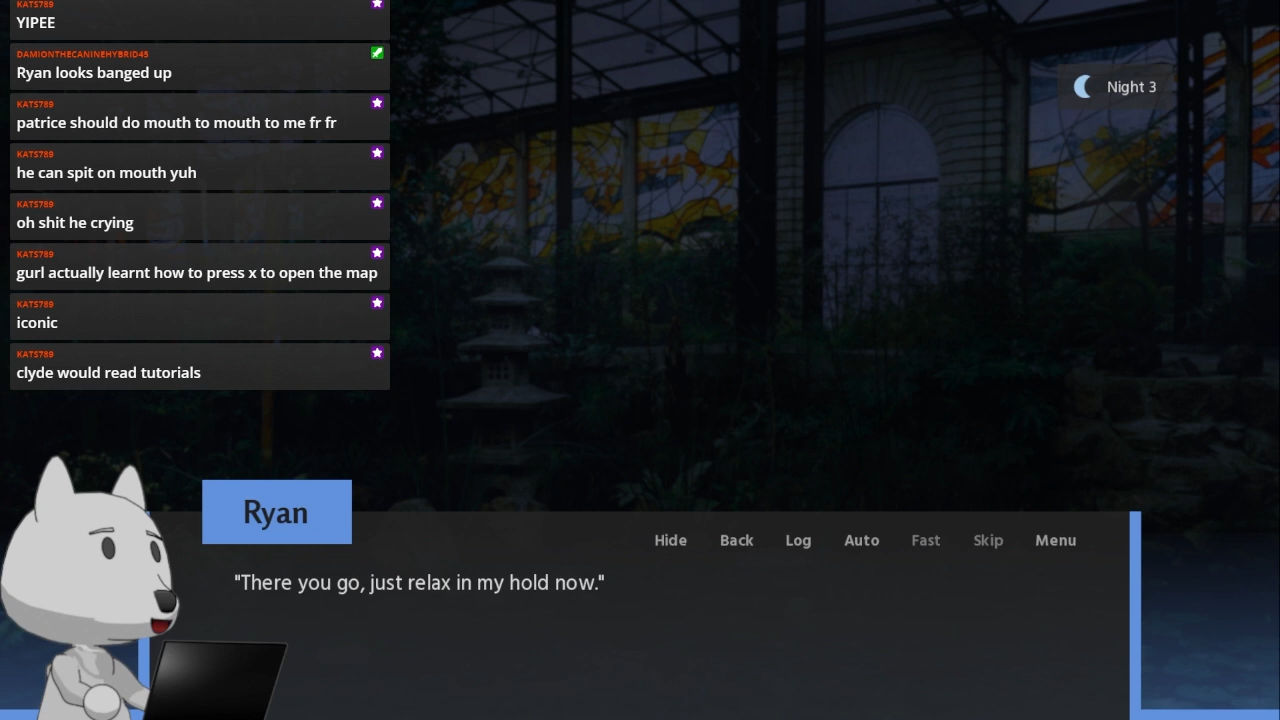 KATS789
YIPEE
DAMIONTHECANINEHYBRID45
Ryan looks banged up
KATS789
patrice should do mouth to mouth to me fr fr
KATS789
he can spit on mouth yuh
KATS789
oh shit he crying
KATS789
gurl actually learnt how to press x to open the map
KATS789
iconic
KATS789
clyde would read tutorials
Night 3
Ryan
Hide Back Log Auto Fast Skip Menu
"There you go, just relax in my hold now."